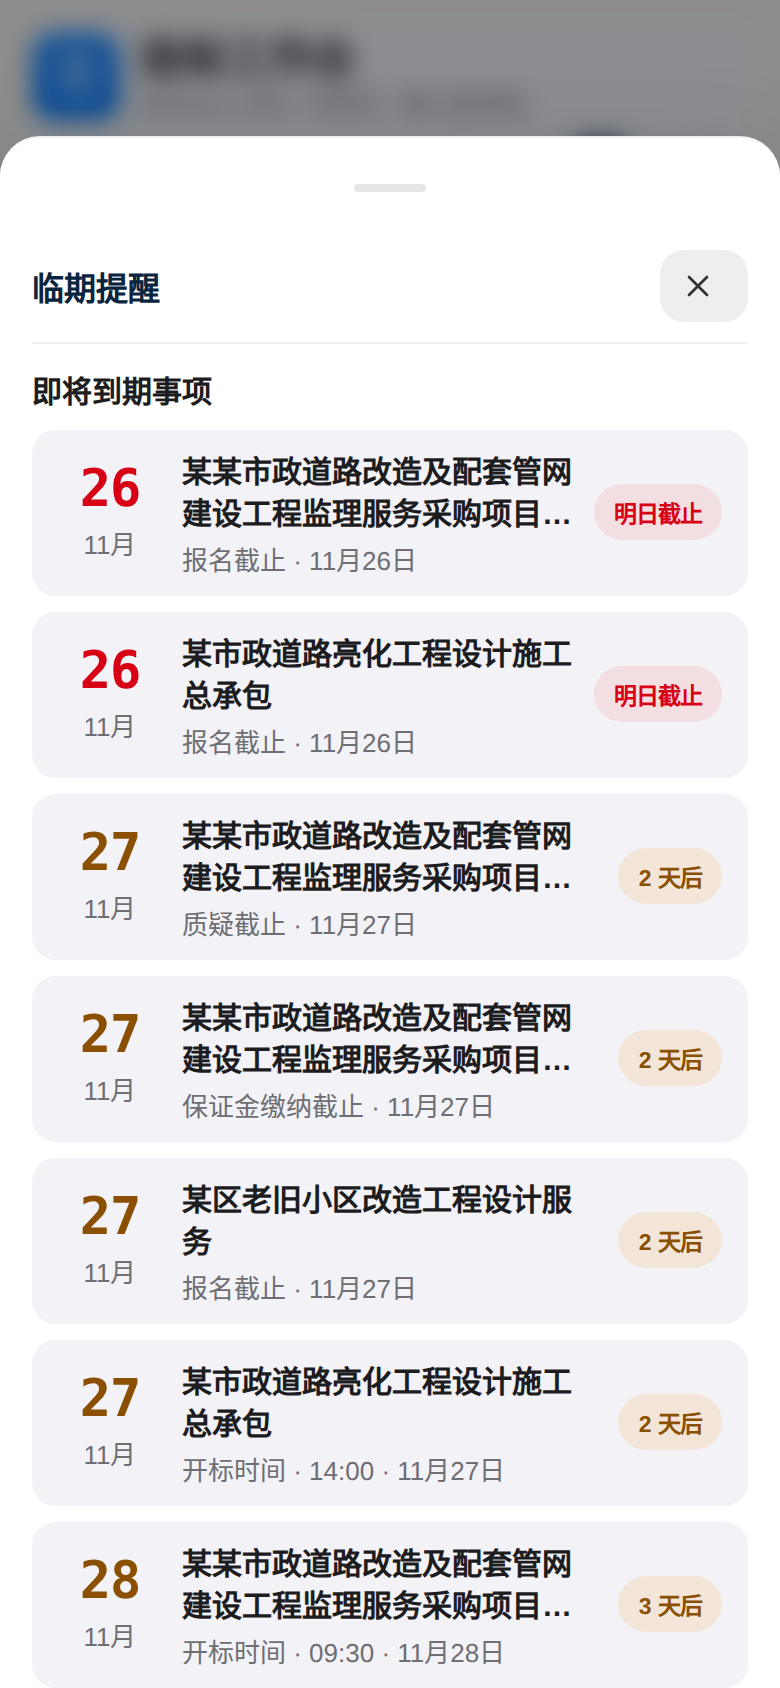 临期提醒
即将到期事项
26
11月
某某市政道路改造及配套管网
建设工程监理服务采购项目...
报名截止 · 11月26日
明日截止
26
11月
某市政道路亮化工程设计施工
总承包
报名截止 · 11月26日
明日截止
27
11月
某某市政道路改造及配套管网
建设工程监理服务采购项目...
质疑截止 · 11月27日
2 天后
27
11月
某某市政道路改造及配套管网
建设工程监理服务采购项目...
保证金缴纳截止 · 11月27日
2 天后
27
11月
某区老旧小区改造工程设计服
务
报名截止 · 11月27日
2 天后
27
11月
某市政道路亮化工程设计施工
总承包
开标时间 · 14:00 · 11月27日
2 天后
28
11月
某某市政道路改造及配套管网
建设工程监理服务采购项目...
开标时间 · 09:30 · 11月28日
3 天后